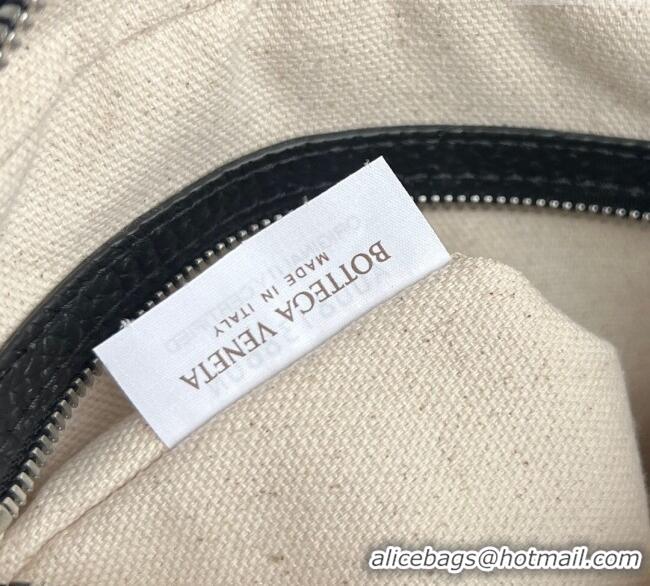 BOTTEGA VENETA
MADE IN ITALY
alicebags@hotmail.com